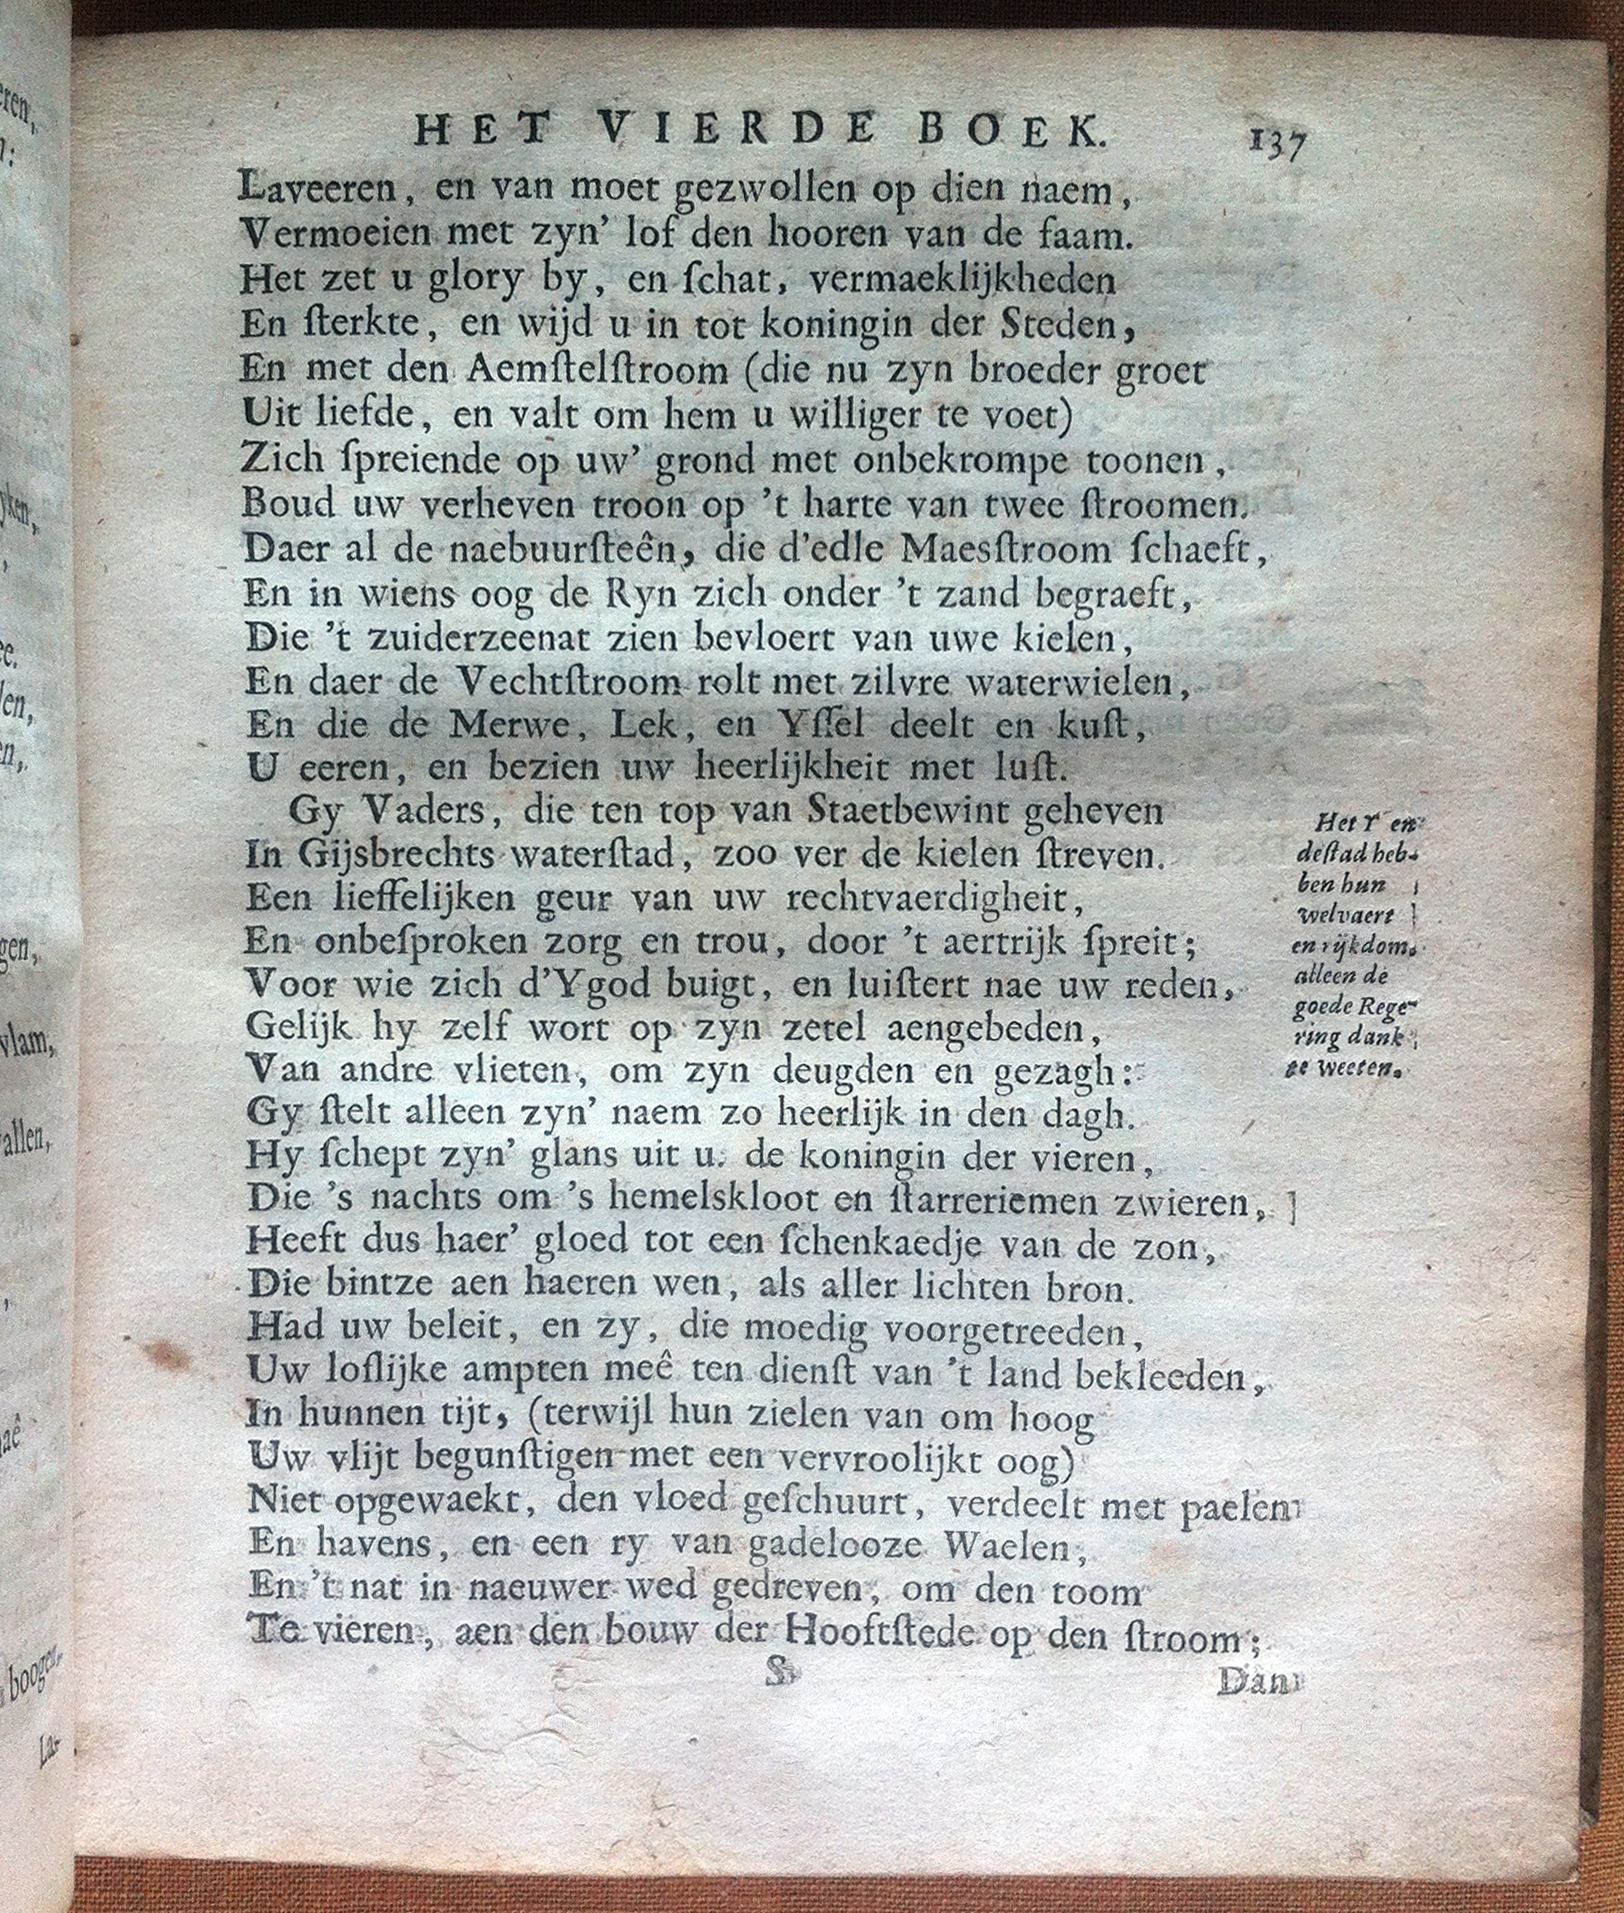 HET VIERDE BOEK. 137
Laveeren, en van moet gezwollen op dien naem,
Vermoeien met zyn' lof den hooren van de faam.
Het zet u glory by, en ſchat, vermaeklijkheden
En ſterkte, en wijd u in tot koningin der Steden,
En met den Aemſtelſtroom (die nu zyn broeder groet
Uit liefde, en valt om hem u williger te voet)
Zich ſpreiende op uw' grond met onbekrompe toonen,
Boud uw verheven troon op 't harte van twee ſtroomen.
Daer al de naebuurſteên, die d'edle Maesſtroom ſchaeft,
En in wiens oog de Ryn zich onder 't zand begraeft,
Die 't zuiderzeenat zien bevloert van uwe kielen,
En daer de Vechtſtroom rolt met zilvre waterwielen,
En die de Merwe, Lek, en Yſſel deelt en kuſt,
U eeren, en bezien uw heerlijkheit met luſt.
Gy Vaders, die ten top van Staetbewint geheven
In Gijsbrechts waterſtad, zoo ver de kielen ſtreven.
Een lieffelijken geur van uw rechtvaerdigheit,
En onbeſproken zorg en trou, door 't aertrijk ſpreit;
Voor wie zich d'Ygod buigt, en luiſtert nae uw reden,
Gelijk hy zelf wort op zyn zetel aengebeden,
Van andre vlieten, om zyn deugden en gezagh:
Gy ſtelt alleen zyn' naem zo heerlijk in den dagh.
Hy ſchept zyn' glans uit u. de koningin der vieren,
Die 's nachts om 's hemelskloot en ſtarreriemen zwieren,
Heeft dus haer' gloed tot een ſchenkaedje van de zon,
Die bintze aen haeren wen, als aller lichten bron.
Had uw beleit, en zy, die moedig voorgetreeden,
Uw loflijke ampten meê ten dienſt van 't land bekleeden,
In hunnen tijt, (terwijl hun zielen van om hoog
Uw vlijt begunſtigen met een vervroolijkt oog)
Niet opgewaekt, den vloed geſchuurt, verdeelt met paelen
En havens, en een ry van gadelooze Waelen,
En 't nat in naeuwer wed gedreven, om den toom
Te vieren, aen den bouw der Hooftſtede op den ſtroom;
S
Dan
Het Y en
de ſtad heb-
ben hun
welvaert
en rijkdom
alleen de
goede Rege-
ring dank
te weeten.
eren,
yken,
len,
gen,
vlam,
vallen,
boogen,
La-